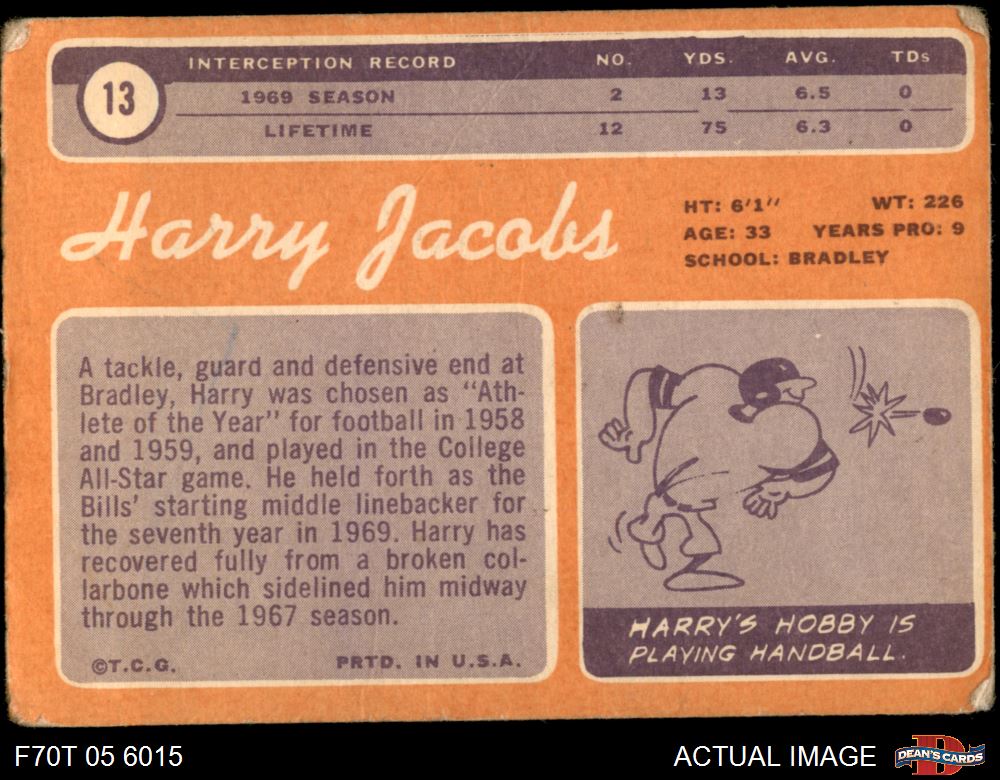 INTERCEPTION RECORD NO. YDS. AVG. TDs
13
1969 SEASON 2 13 6.5 0
LIFETIME 12 75 6.3 0
Harry Jacobs
HT: 6'1" WT: 226
AGE: 33 YEARS PRO: 9
SCHOOL: BRADLEY
A tackle, guard and defensive end at
Bradley, Harry was chosen as "Ath-
lete of the Year" for football in 1958
and 1959, and played in the College
All-Star game. He held forth as the
Bills' starting middle linebacker for
the seventh year in 1969. Harry has
recovered fully from a broken col-
larbone which sidelined him midway
through the 1967 season.
©T.C.G. PRTD. IN U.S.A.
HARRY'S HOBBY IS
PLAYING HANDBALL.
F70T 05 6015 ACTUAL IMAGE DEAN'S CARDS